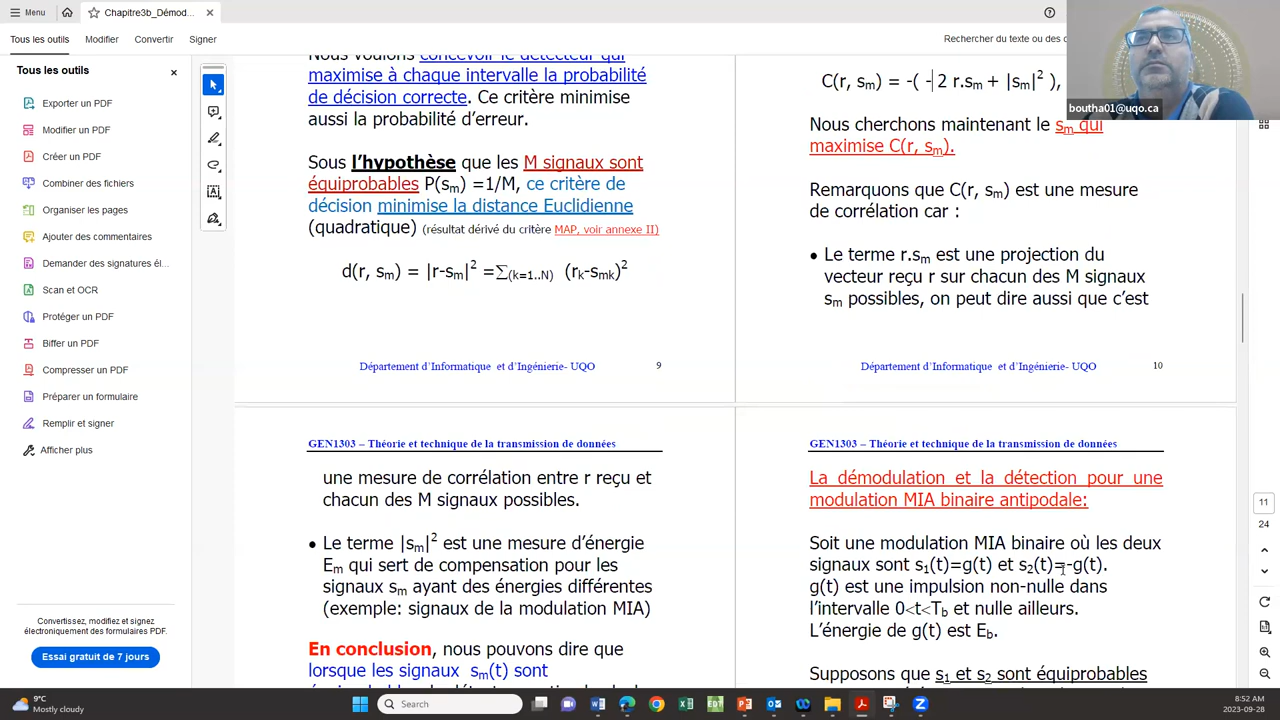 Menu
Chapitre3b_Démod...
Tous les outils
Modifier
Convertir
Signer
Rechercher du texte ou des
Tous les outils
Exporter un PDF
Modifier un PDF
Créer un PDF
Combiner des fichiers
Organiser les pages
Ajouter des commentaires
Demander des signatures él...
Scan et OCR
Protéger un PDF
Biffer un PDF
Compresser un PDF
Préparer un formulaire
Remplir et signer
Afficher plus
Convertissez, modifiez et signez
électroniquement des formulaires PDF.
Essai gratuit de 7 jours
Nous voulons concevoir le détecteur qui
maximise à chaque intervalle la probabilité
de décision correcte. Ce critère minimise
aussi la probabilité d'erreur.
Sous l'hypothèse que les M signaux sont
équiprobables P(sm) =1/M, ce critère de
décision minimise la distance Euclidienne
(quadratique) (résultat dérivé du critère MAP, voir annexe II)
d(r, sm) = |r-sm|2 =∑(k=1..N) (rk-smk)2
Département d'Informatique et d'Ingénierie- UQO 9
C(r, sm) = -( - 2 r.sm + |sm|2 ),
Nous cherchons maintenant le sm qui
maximise C(r, sm).
Remarquons que C(r, sm) est une mesure
de corrélation car :
• Le terme r.sm est une projection du
vecteur reçu r sur chacun des M signaux
sm possibles, on peut dire aussi que c'est
Département d'Informatique et d'Ingénierie- UQO 10
GEN1303 – Théorie et technique de la transmission de données
une mesure de corrélation entre r reçu et
chacun des M signaux possibles.
• Le terme |sm|2 est une mesure d'énergie
Em qui sert de compensation pour les
signaux sm ayant des énergies différentes
(exemple: signaux de la modulation MIA)
En conclusion, nous pouvons dire que
lorsque les signaux sm(t) sont
GEN1303 – Théorie et technique de la transmission de données
La démodulation et la détection pour une
modulation MIA binaire antipodale:
Soit une modulation MIA binaire où les deux
signaux sont s1(t)=g(t) et s2(t)=-g(t).
g(t) est une impulsion non-nulle dans
l'intervalle 0<t<Tb et nulle ailleurs.
L'énergie de g(t) est Eb.
Supposons que s1 et s2 sont équiprobables
boutha01@uqo.ca
11
24
9°C
Mostly cloudy
Search
8:52 AM
2023-09-28